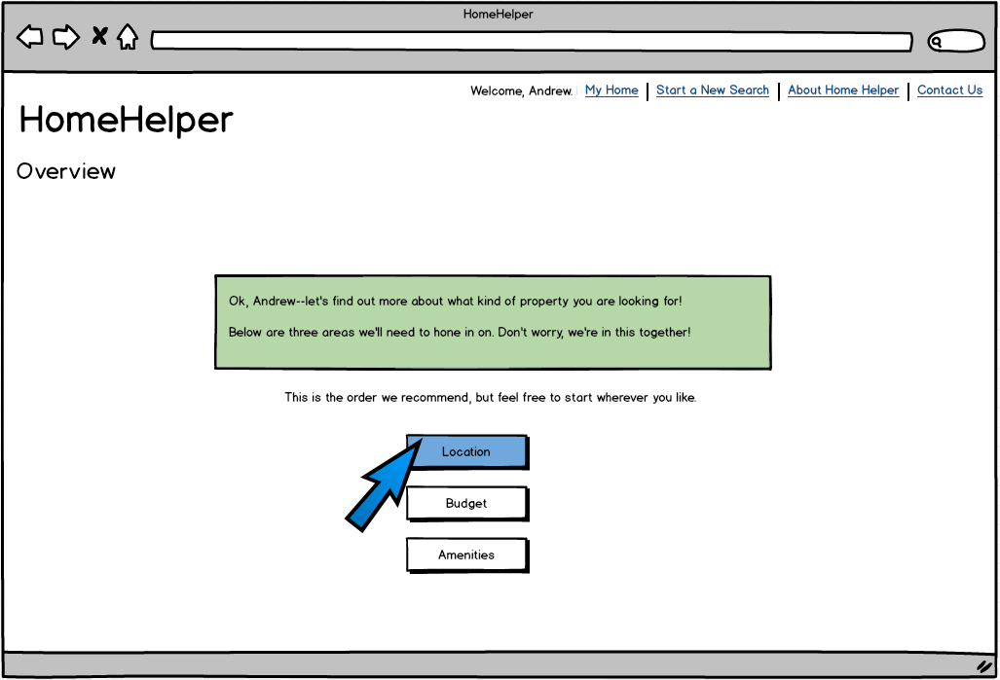 HomeHelper
Welcome, Andrew. My Home Start a New Search About Home Helper Contact Us
HomeHelper
Overview
Ok, Andrew--let's find out more about what kind of property you are looking for!
Below are three areas we'll need to hone in on. Don't worry, we're in this together!
This is the order we recommend, but feel free to start wherever you like.
Location
Budget
Amenities